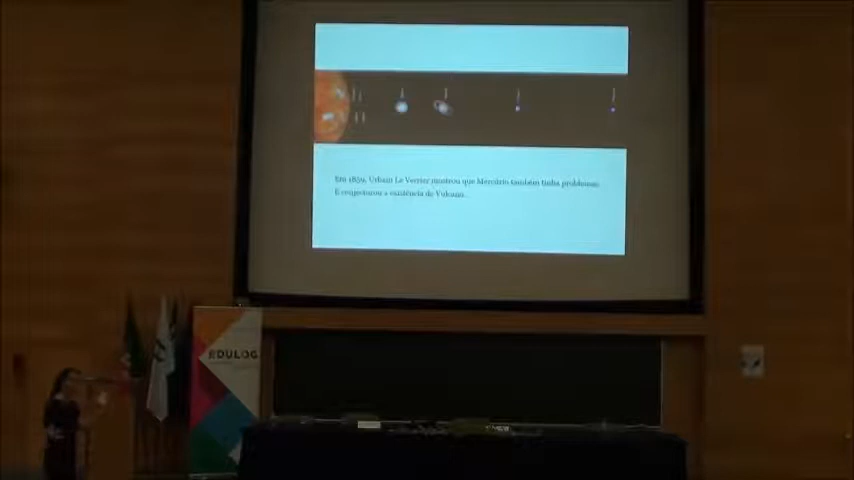 Em 1859, Urbain Le Verrier mostrou que Mercúrio também tinha problemas.
E conjecturou a existência de Vulcano.
EDULOG